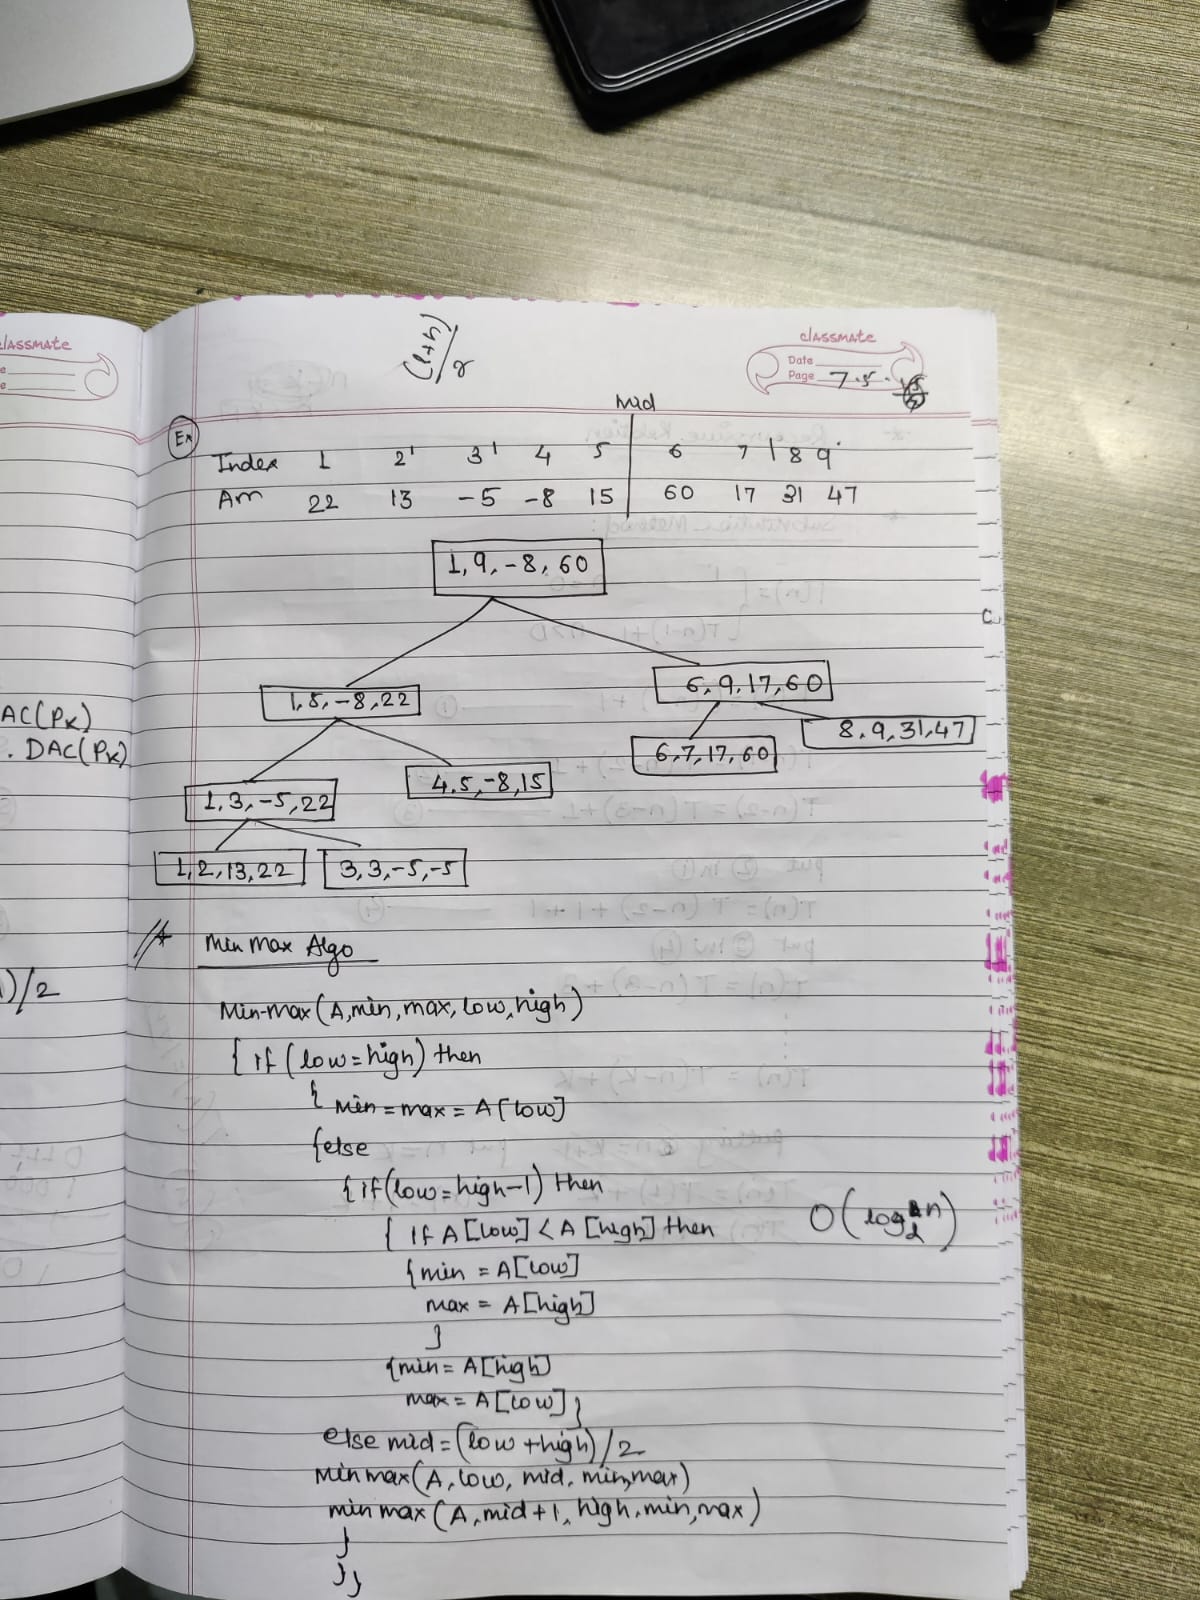 classmate
(l+h)/2
classmate
Date
Page 7.5.
Mid
Ex
Index 1 2 3 4 5 6 7 8 9
Arr 22 13 -5 -8 15 60 17 31 47
1, 9, -8, 60
1, 5, -8, 22
6, 9, 17, 60
AC(Px)
8, 9, 31, 47
. DAC(Px)
6, 7, 17, 60
4, 5, -8, 15
1, 3, -5, 22
1, 2, 13, 22
3, 3, -5, -5
Min Max Algo
)/2
Min-max (A, min, max, low, high)
{ if (low = high) then
{ min = max = A[low]
{else
{ if (low = high-1) then
{ if A[low] < A[high] then
{min = A[low]
max = A[high]
}
{min = A[high]
max = A[low] }
else mid = (low + high)/2
Min max (A, low, mid, min, max)
min max (A, mid+1, high, min, max)
}
}}